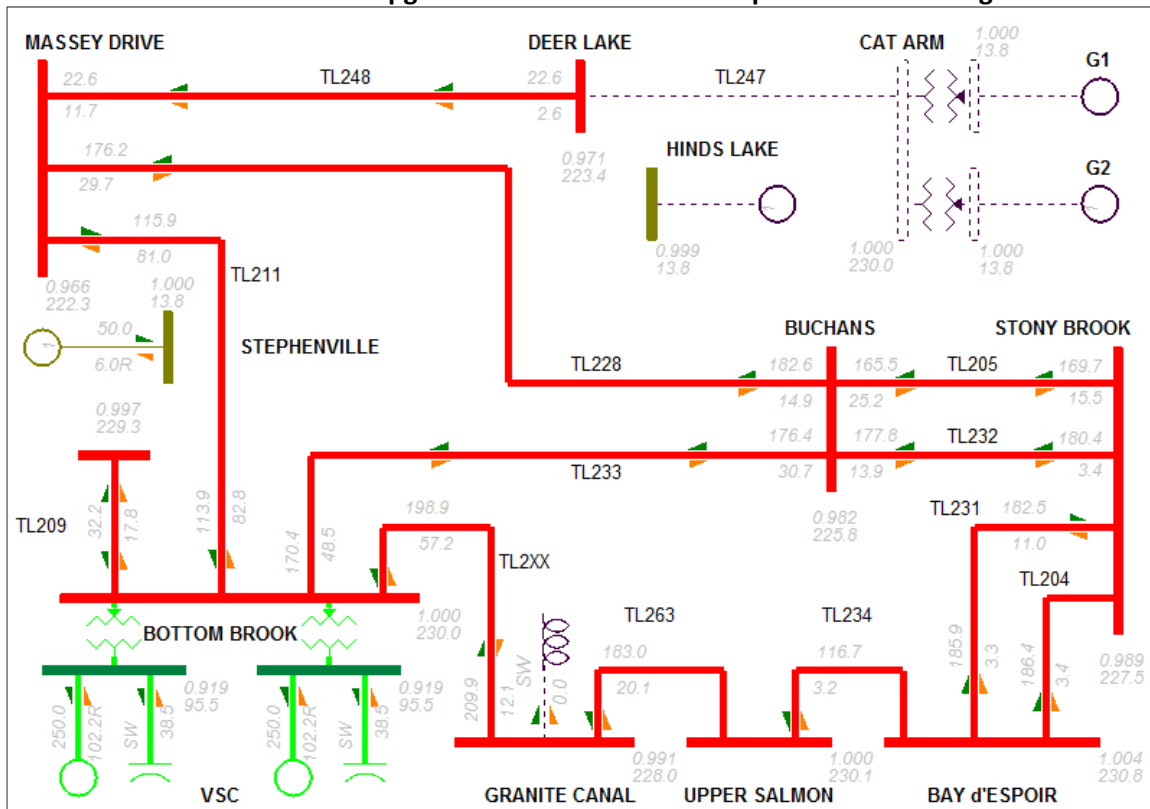 MASSEY DRIVE
DEER LAKE
CAT ARM
1.000
13.8
G1
22.6
TL248
22.6
TL247
11.7
2.6
HINDS LAKE
0.971
223.4
176.2
29.7
G2
115.9
81.0
0.999
13.8
1.000
230.0
1.000
13.8
TL211
0.966
222.3
1.000
13.8
50.0
6.0R
STEPHENVILLE
BUCHANS
STONY BROOK
TL228
182.6
165.5
TL205
169.7
14.9
25.2
15.5
0.997
229.3
176.4
177.8
TL232
180.4
30.7
13.9
3.4
TL233
TL209
32.2
17.8
113.9
82.8
170.4
48.5
198.9
57.2
TL2XX
0.982
225.8
TL231
182.5
11.0
TL204
BOTTOM BROOK
1.000
230.0
TL263
TL234
183.0
20.1
116.7
3.2
185.9
3.3
186.4
3.4
0.989
227.5
SW
0.0
209.9
12.1
0.919
95.5
0.919
95.5
250.0
102.2R
SW
38.5
250.0
102.2R
SW
38.5
0.991
228.0
1.000
230.1
1.004
230.8
VSC
GRANITE CANAL
UPPER SALMON
BAY d'ESPOIR